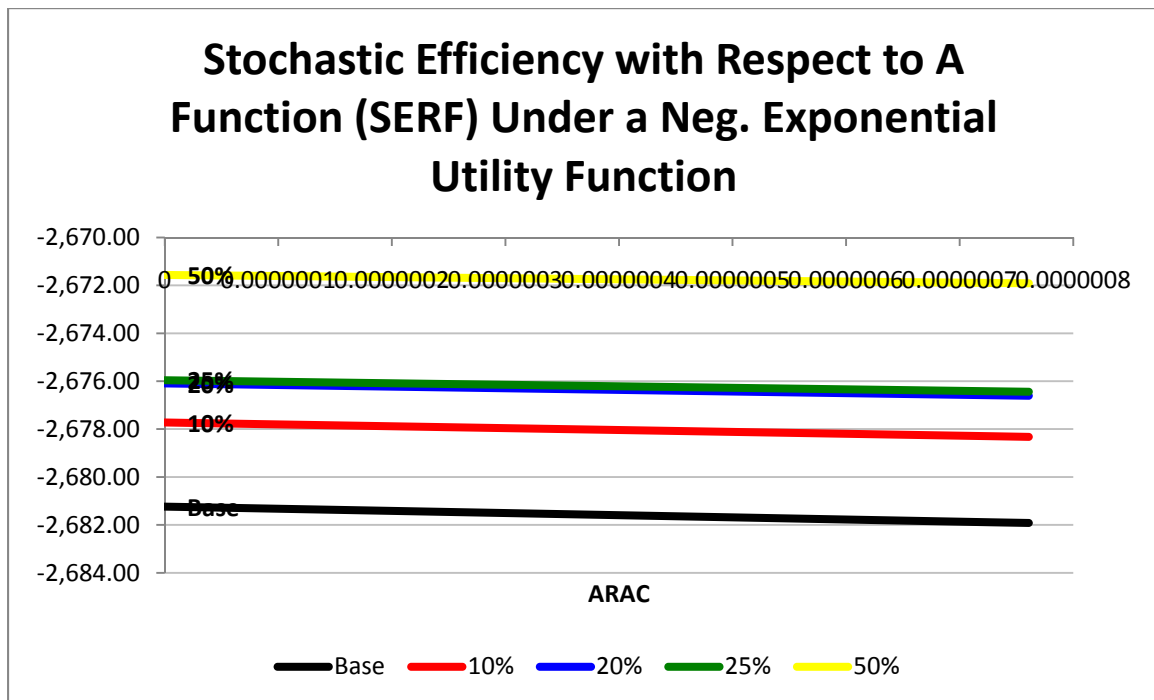 Stochastic Efficiency with Respect to A
Function (SERF) Under a Neg. Exponential
Utility Function
-2,670.00
50%
0 0.0000001 0.0000002 0.0000003 0.0000004 0.0000005 0.0000006 0.0000007 0.0000008
-2,672.00
-2,674.00
-2,676.00
25%
20%
-2,678.00
10%
-2,680.00
Base
-2,682.00
-2,684.00
ARAC
Base 10% 20% 25% 50%